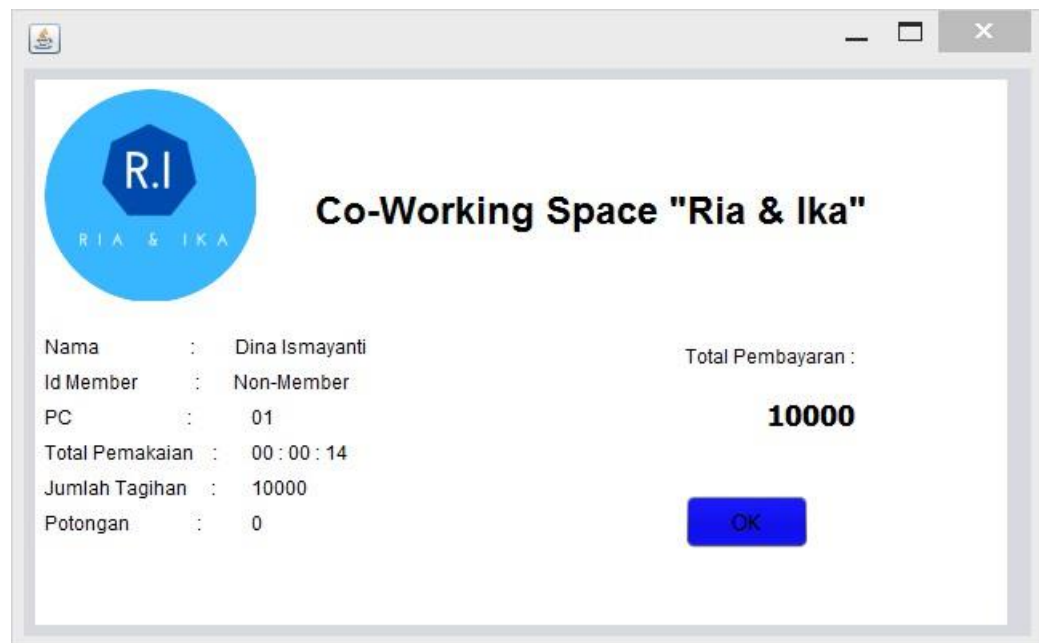 R.I
RIA & IKA
Co-Working Space "Ria & Ika"
Nama : Dina Ismayanti
Id Member : Non-Member
PC : 01
Total Pemakaian : 00 : 00 : 14
Jumlah Tagihan : 10000
Potongan : 0
Total Pembayaran :
10000
OK